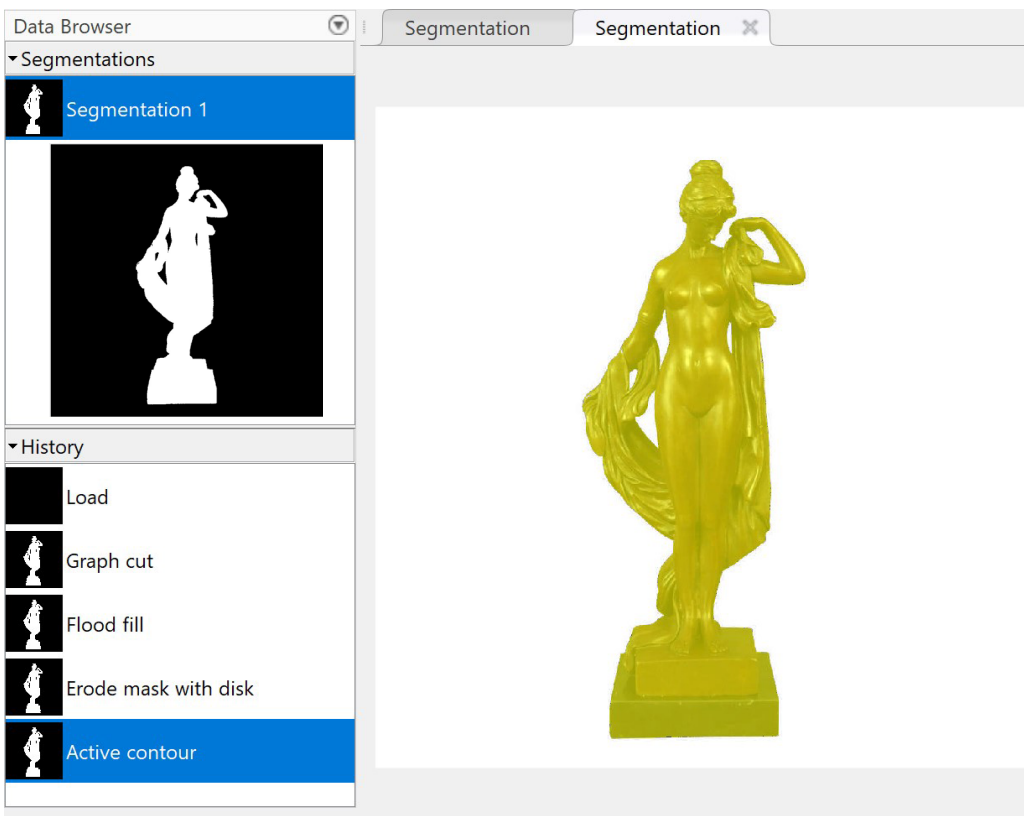 Data Browser
Segmentation
Segmentation
Segmentations
Segmentation 1
History
Load
Graph cut
Flood fill
Erode mask with disk
Active contour